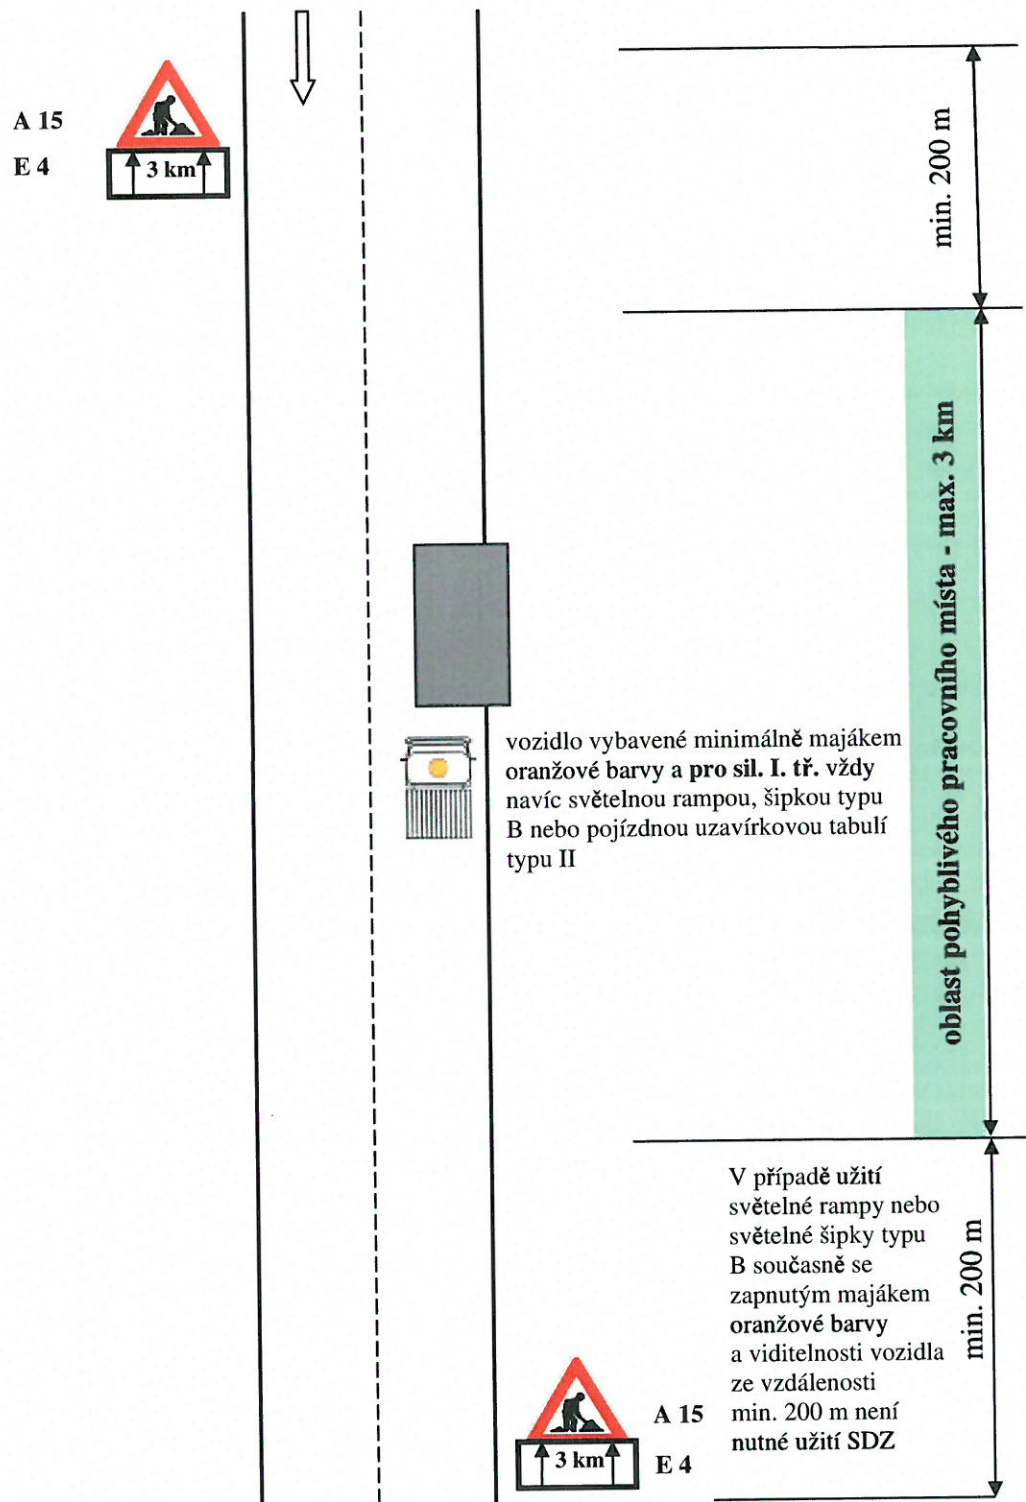 A 15
E 4
3 km
min. 200 m
oblast pohyblivého pracovního místa - max. 3 km
vozidlo vybavené minimálně majákem
oranžové barvy a pro sil. I. tř. vždy
navíc světelnou rampou, šipkou typu
B nebo pojízdnou uzavírkovou tabulí
typu II
V případě užití
světelné rampy nebo
světelné šipky typu
B současně se
zapnutým majákem
oranžové barvy
a viditelnosti vozidla
ze vzdálenosti
min. 200 m není
nutné užití SDZ
min. 200 m
A 15
E 4
3 km